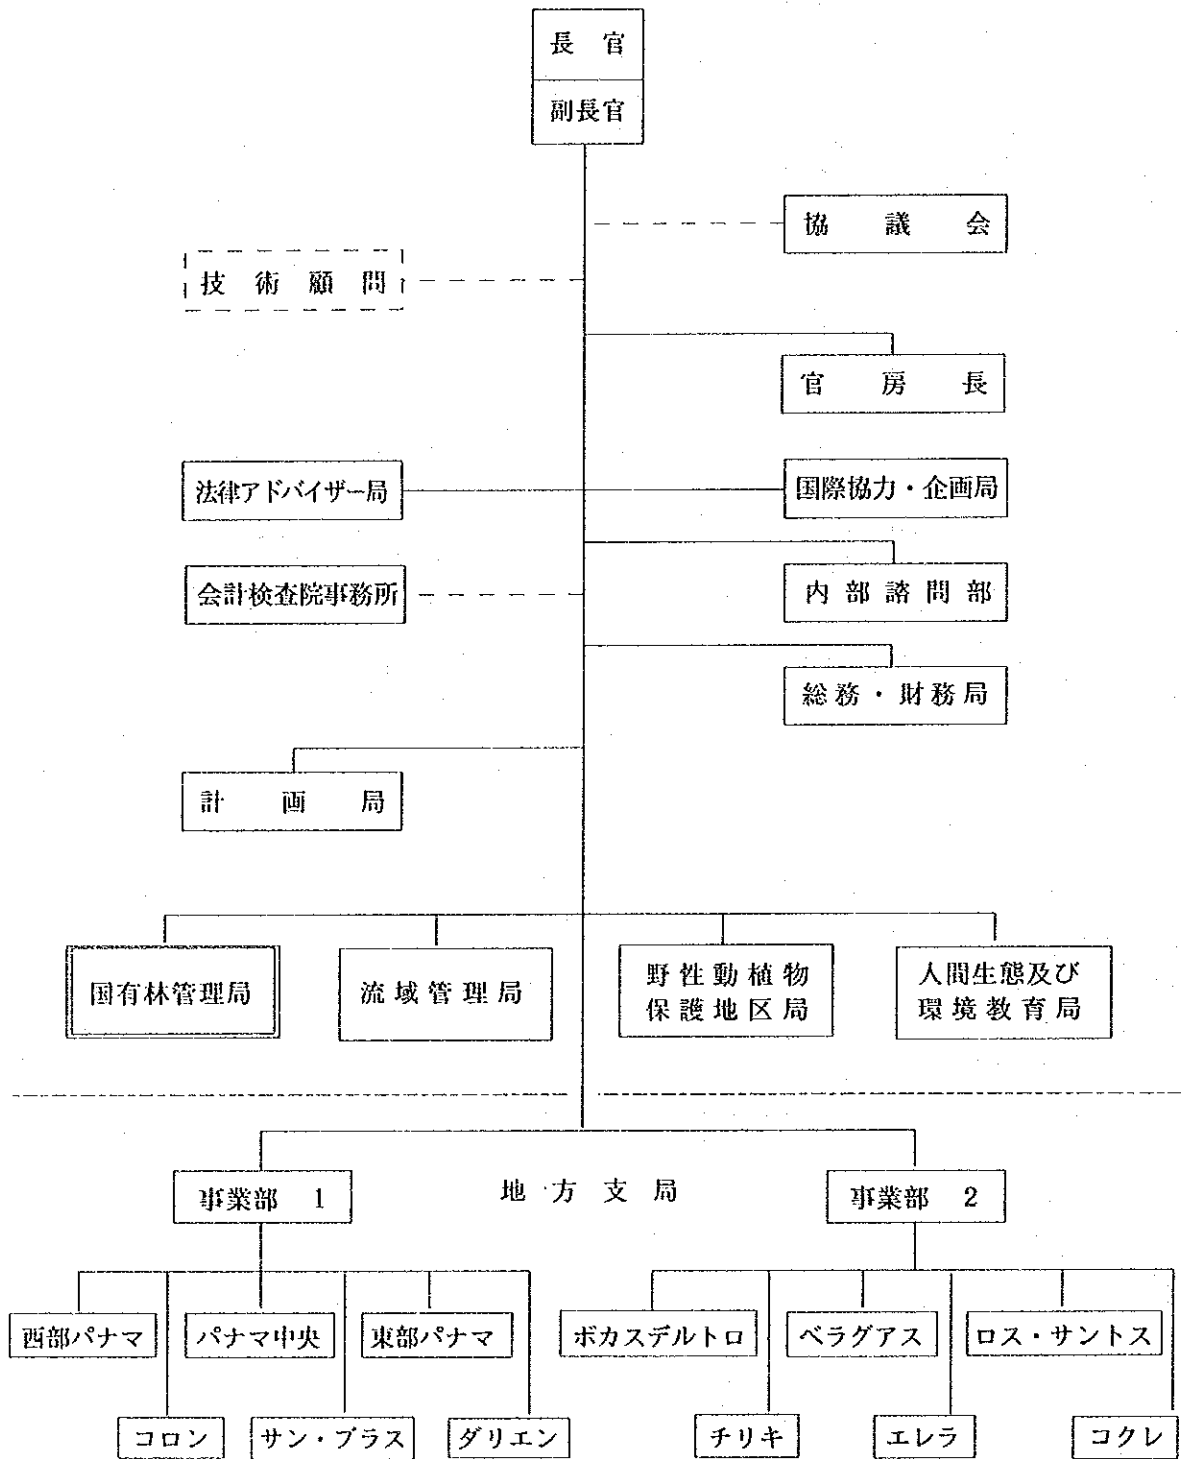 長官
副長官
協議会
技術顧問
官房長
法律アドバイザー局
国際協力・企画局
内部諮問部
会計検査院事務所
総務・財務局
計画局
国有林管理局
流域管理局
野性動植物
保護地区局
人間生態及び
環境教育局
地方支局
事業部 1
事業部 2
西部パナマ
パナマ中央
東部パナマ
ボカスデルトロ
ベラグアス
ロス・サントス
コロン
サン・ブラス
ダリエン
チリキ
エレラ
コクレ